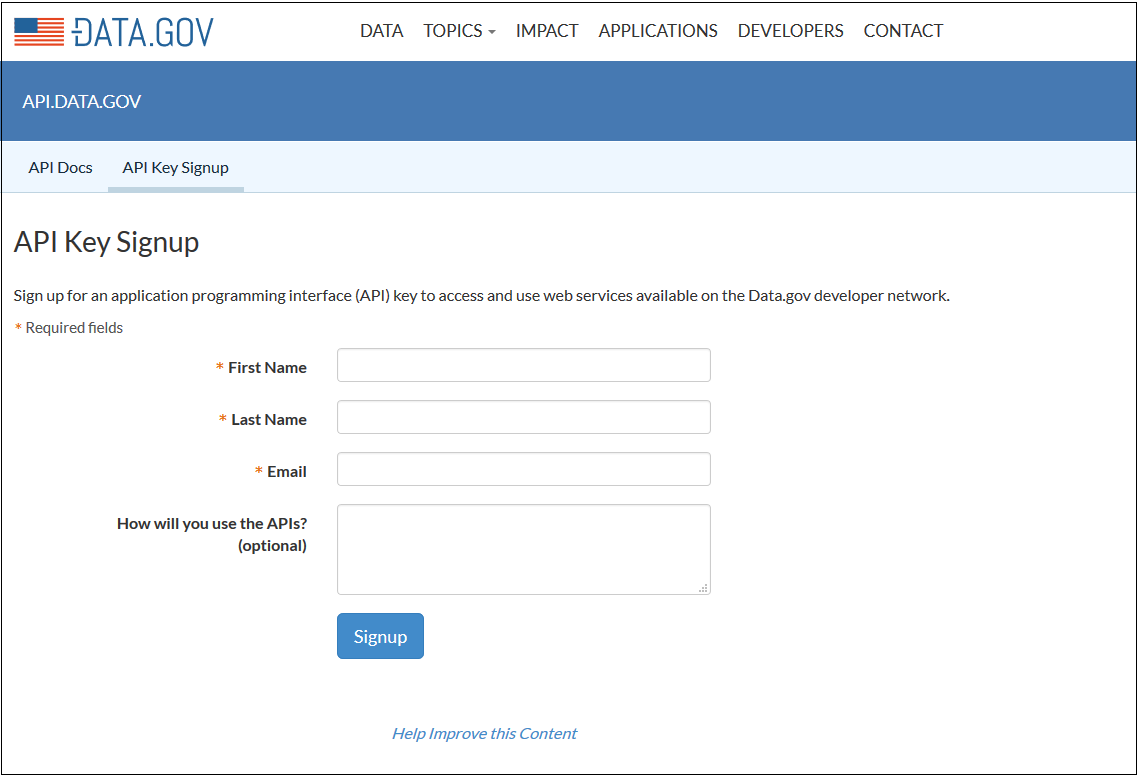 DATA.GOV
DATA TOPICS IMPACT APPLICATIONS DEVELOPERS CONTACT
API.DATA.GOV
API Docs API Key Signup
API Key Signup
Sign up for an application programming interface (API) key to access and use web services available on the Data.gov developer network.
* Required fields
* First Name
* Last Name
* Email
How will you use the APIs?
(optional)
Signup
Help Improve this Content